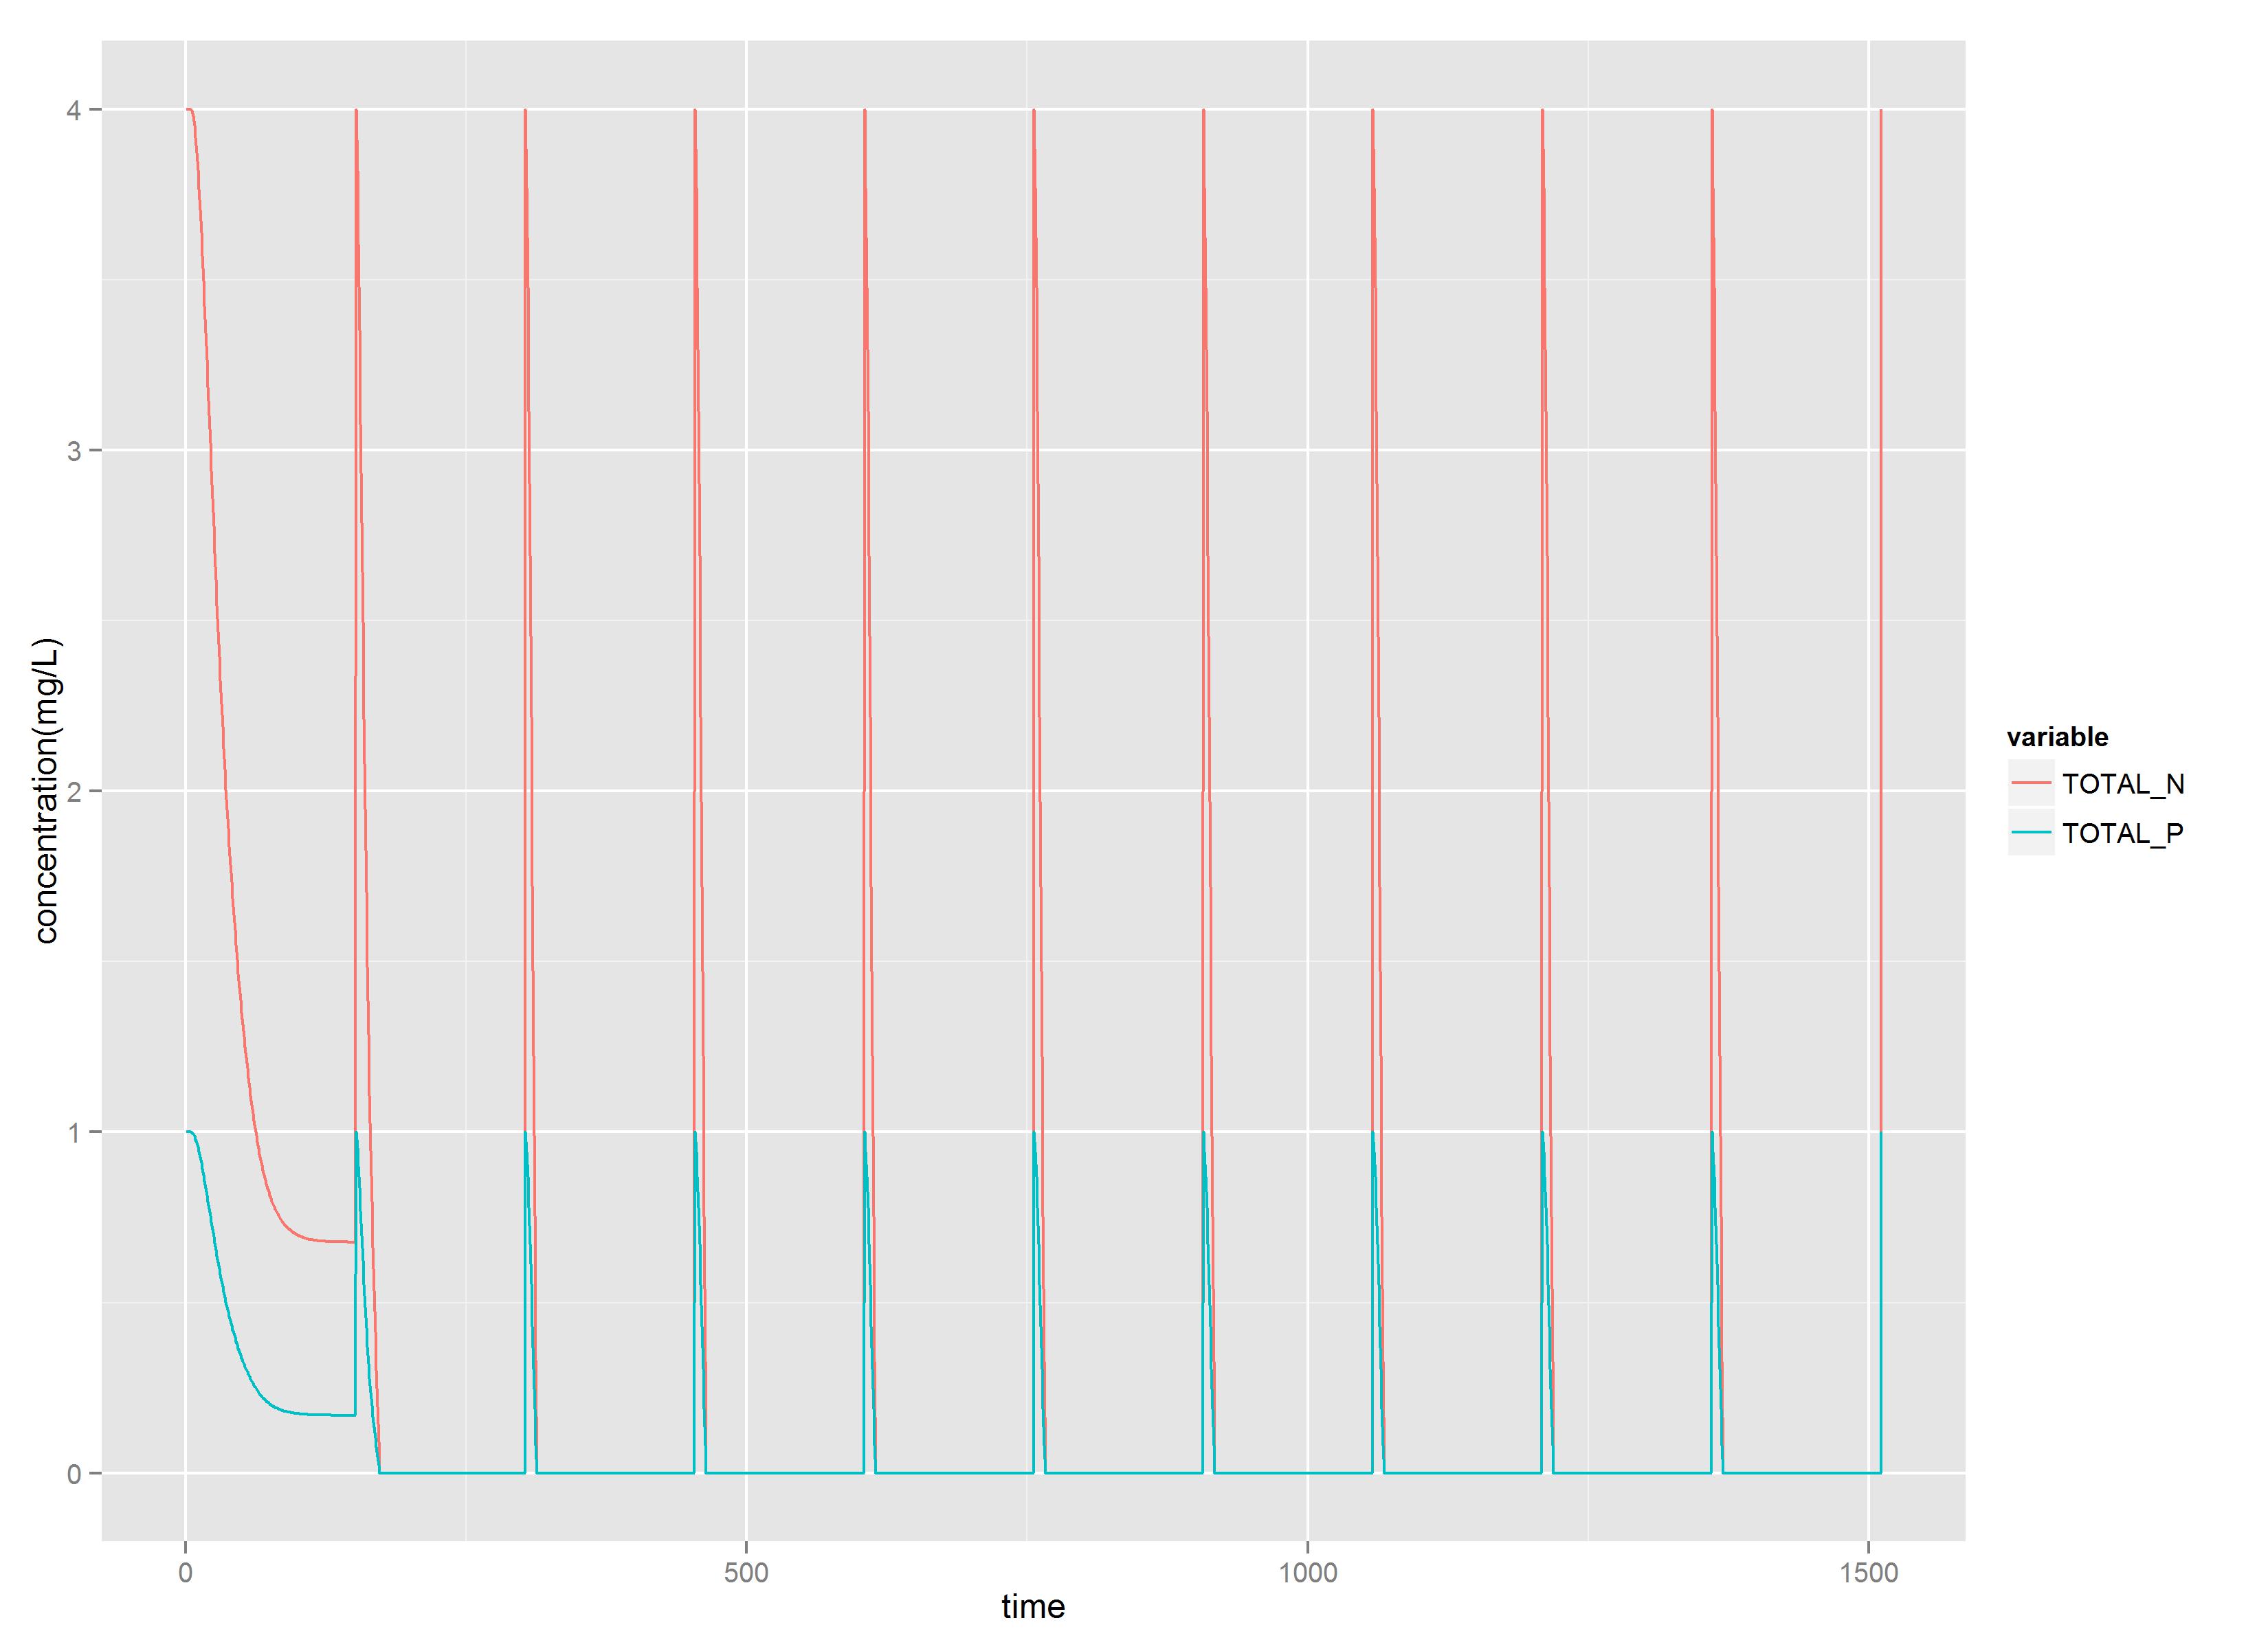 4
3
2
1
0
concentration(mg/L)
0
500
1000
1500
time
variable
TOTAL_N
TOTAL_P